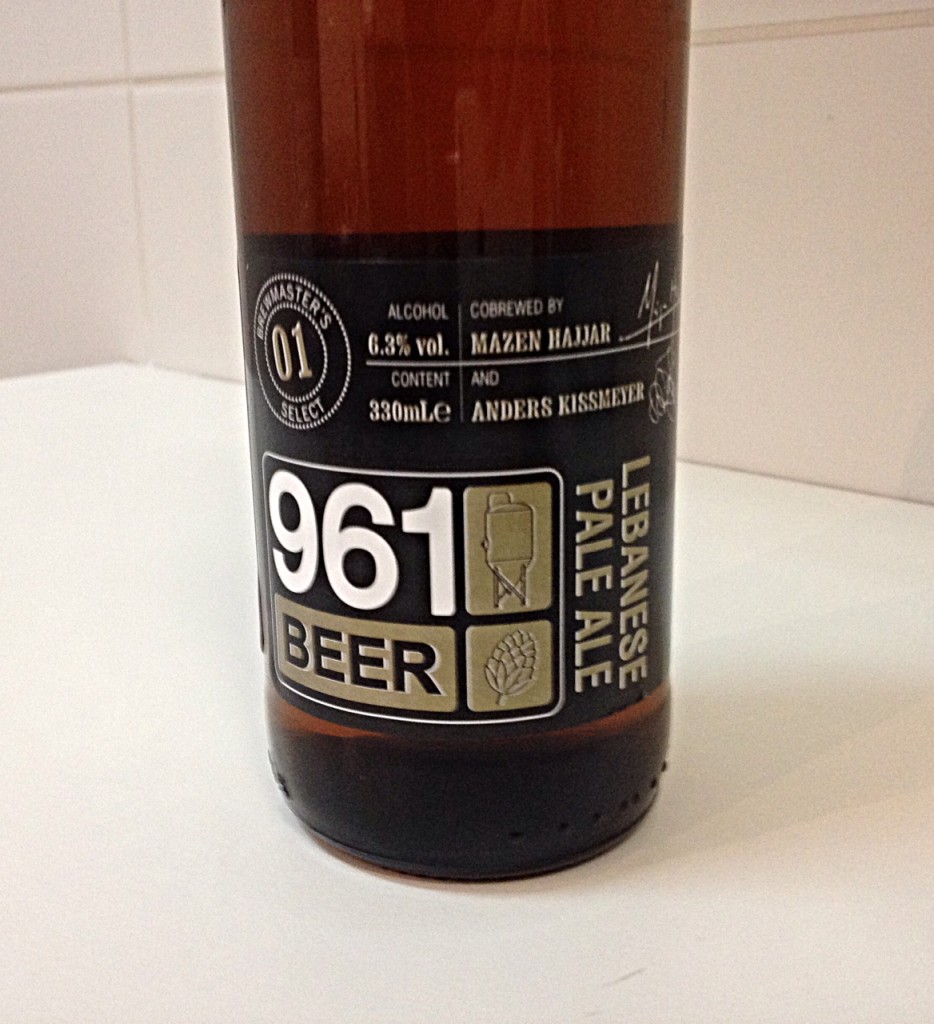 BREWMASTER'S
01
SELECT
ALCOHOL
6.3% vol.
CONTENT
330mLe
COBREWED BY
MAZEN HAJJAR
AND
ANDERS KISSMEYER
961
BEER
LEBANESE
PALE ALE